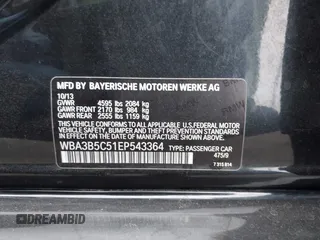 MFD BY BAYERISCHE MOTOREN WERKE AG
10/13
GVWR 4595 lbs 2084 kg
GAWR FRONT 2170 lbs 984 kg
GAWR REAR 2555 lbs 1159 kg
THIS VEHICLE CONFORMS TO ALL APPLICABLE U.S. FEDERAL MOTOR
VEHICLE SAFETY, BUMPER, AND THEFT PREVENTION STANDARDS
IN EFFECT ON THE DATE OF MANUFACTURE SHOWN ABOVE.
WBA3B5C51EP543364 TYPE: PASSENGER CAR
475/9
DREAMBID